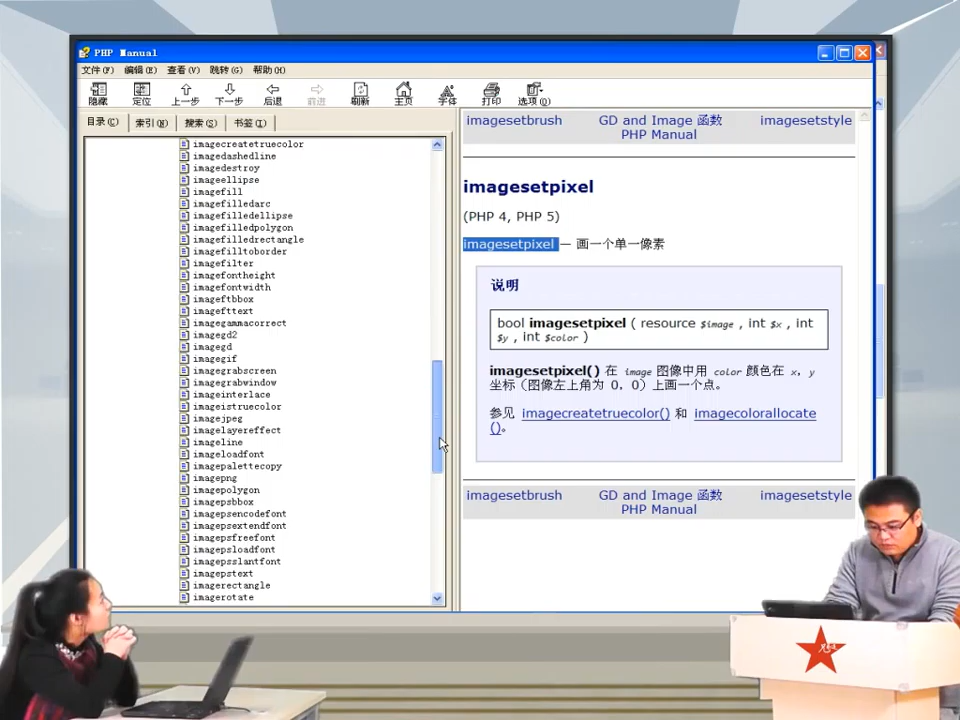 PHP Manual
文件(F) 编辑(E) 查看(V) 跳转(G) 帮助(H)
隐藏 定位 上一步 下一步 后退 前进 刷新 主页 字体 打印 选项(O)
目录(C) 索引(N) 搜索(S) 书签(I)
imagecreatetruecolor
imagedashedline
imagedestroy
imageellipse
imagefill
imagefilledarc
imagefilledellipse
imagefilledpolygon
imagefilledrectangle
imagefilltoborder
imagefilter
imagefontheight
imagefontwidth
imageftbbox
imagefttext
imagegammacorrect
imagegd2
imagegd
imagegif
imagegrabscreen
imagegrabwindow
imageinterlace
imageistruecolor
imagejpeg
imagelayereffect
imageline
imageloadfont
imagepalettecopy
imagepng
imagepolygon
imagepsbbox
imagepsencodefont
imagepsextendfont
imagepsfreefont
imagepsloadfont
imagepsslantfont
imagepstext
imagerectangle
imagerotate
imagesetbrush GD and Image 函数 imagesetstyle
PHP Manual
imagesetpixel
(PHP 4, PHP 5)
imagesetpixel — 画一个单一像素
说明
bool imagesetpixel ( resource $image , int $x , int
$y , int $color )
imagesetpixel() 在 image 图像中用 color 颜色在 x，y
坐标（图像左上角为 0，0）上画一个点。
参见 imagecreatetruecolor() 和 imagecolorallocate
()。
imagesetbrush GD and Image 函数 imagesetstyle
PHP Manual